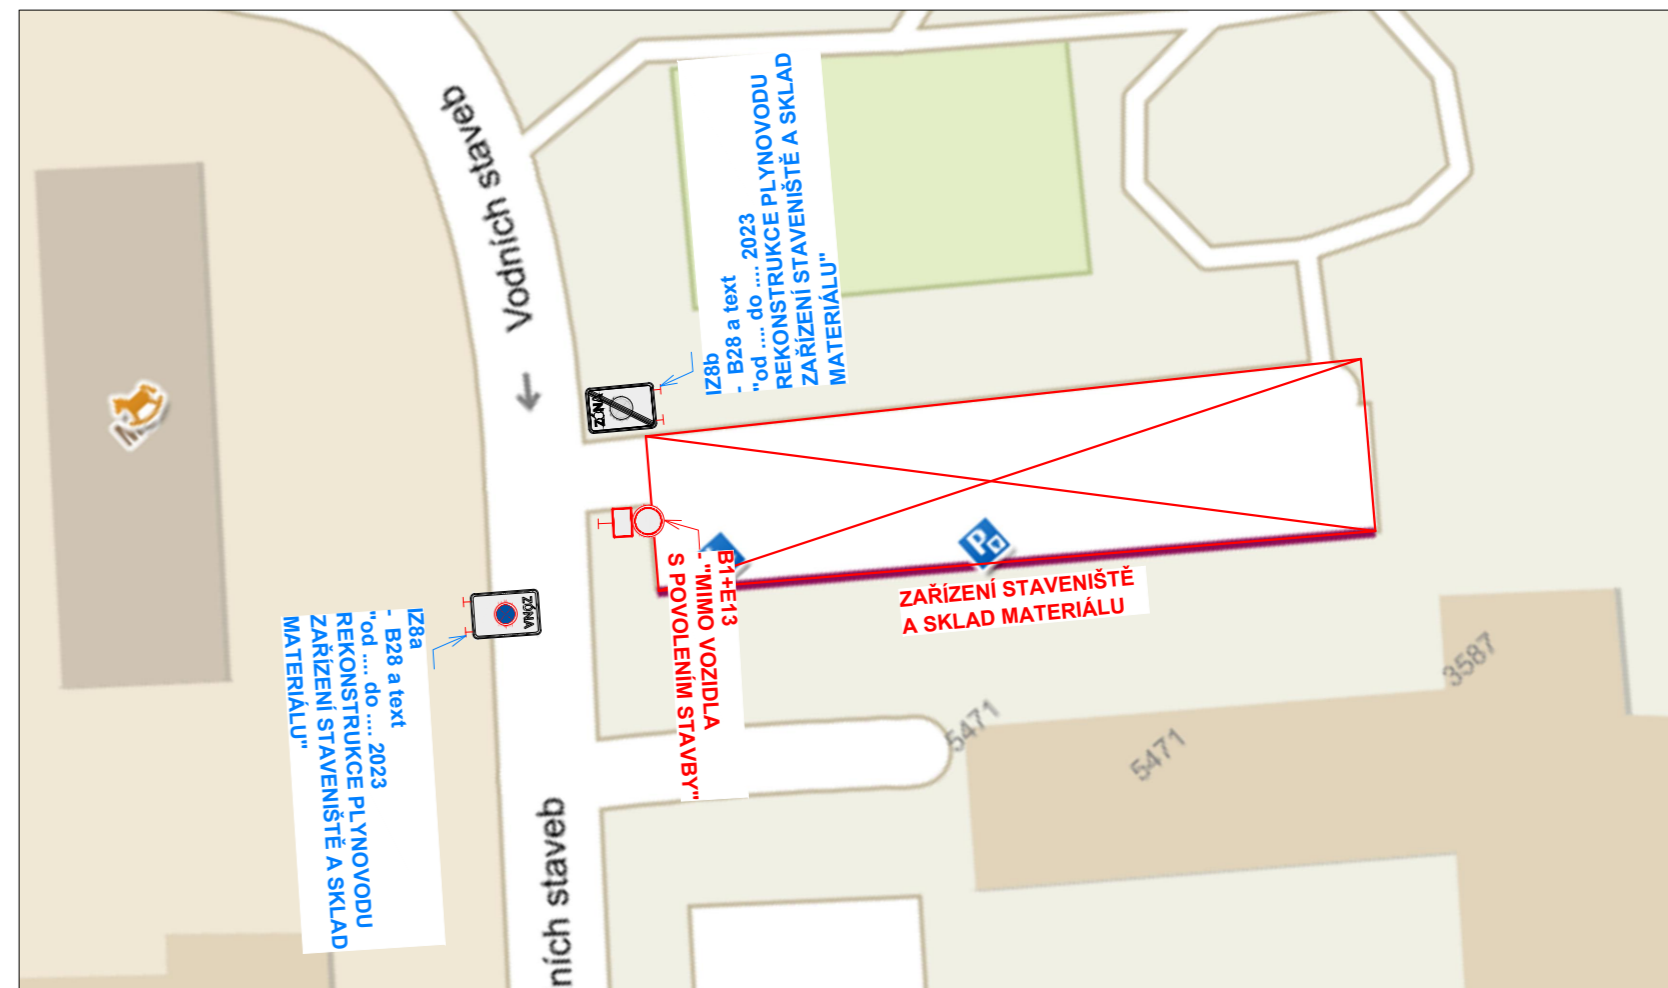 Vodních staveb
IZ8b
- B28 a text
"od .... do .... 2023
REKONSTRUKCE PLYNOVODU
ZAŘÍZENÍ STAVENIŠTĚ A SKLAD
MATERIÁLU"
ZÓNA
B1+E13
- "MIMO VOZIDLA
S POVOLENÍM STAVBY"
P
ZAŘÍZENÍ STAVENIŠTĚ
A SKLAD MATERIÁLU
ZÓNA
IZ8a
- B28 a text
"od .... do .... 2023
REKONSTRUKCE PLYNOVODU
ZAŘÍZENÍ STAVENIŠTĚ A SKLAD
MATERIÁLU"
3587
5471
5471
ních staveb